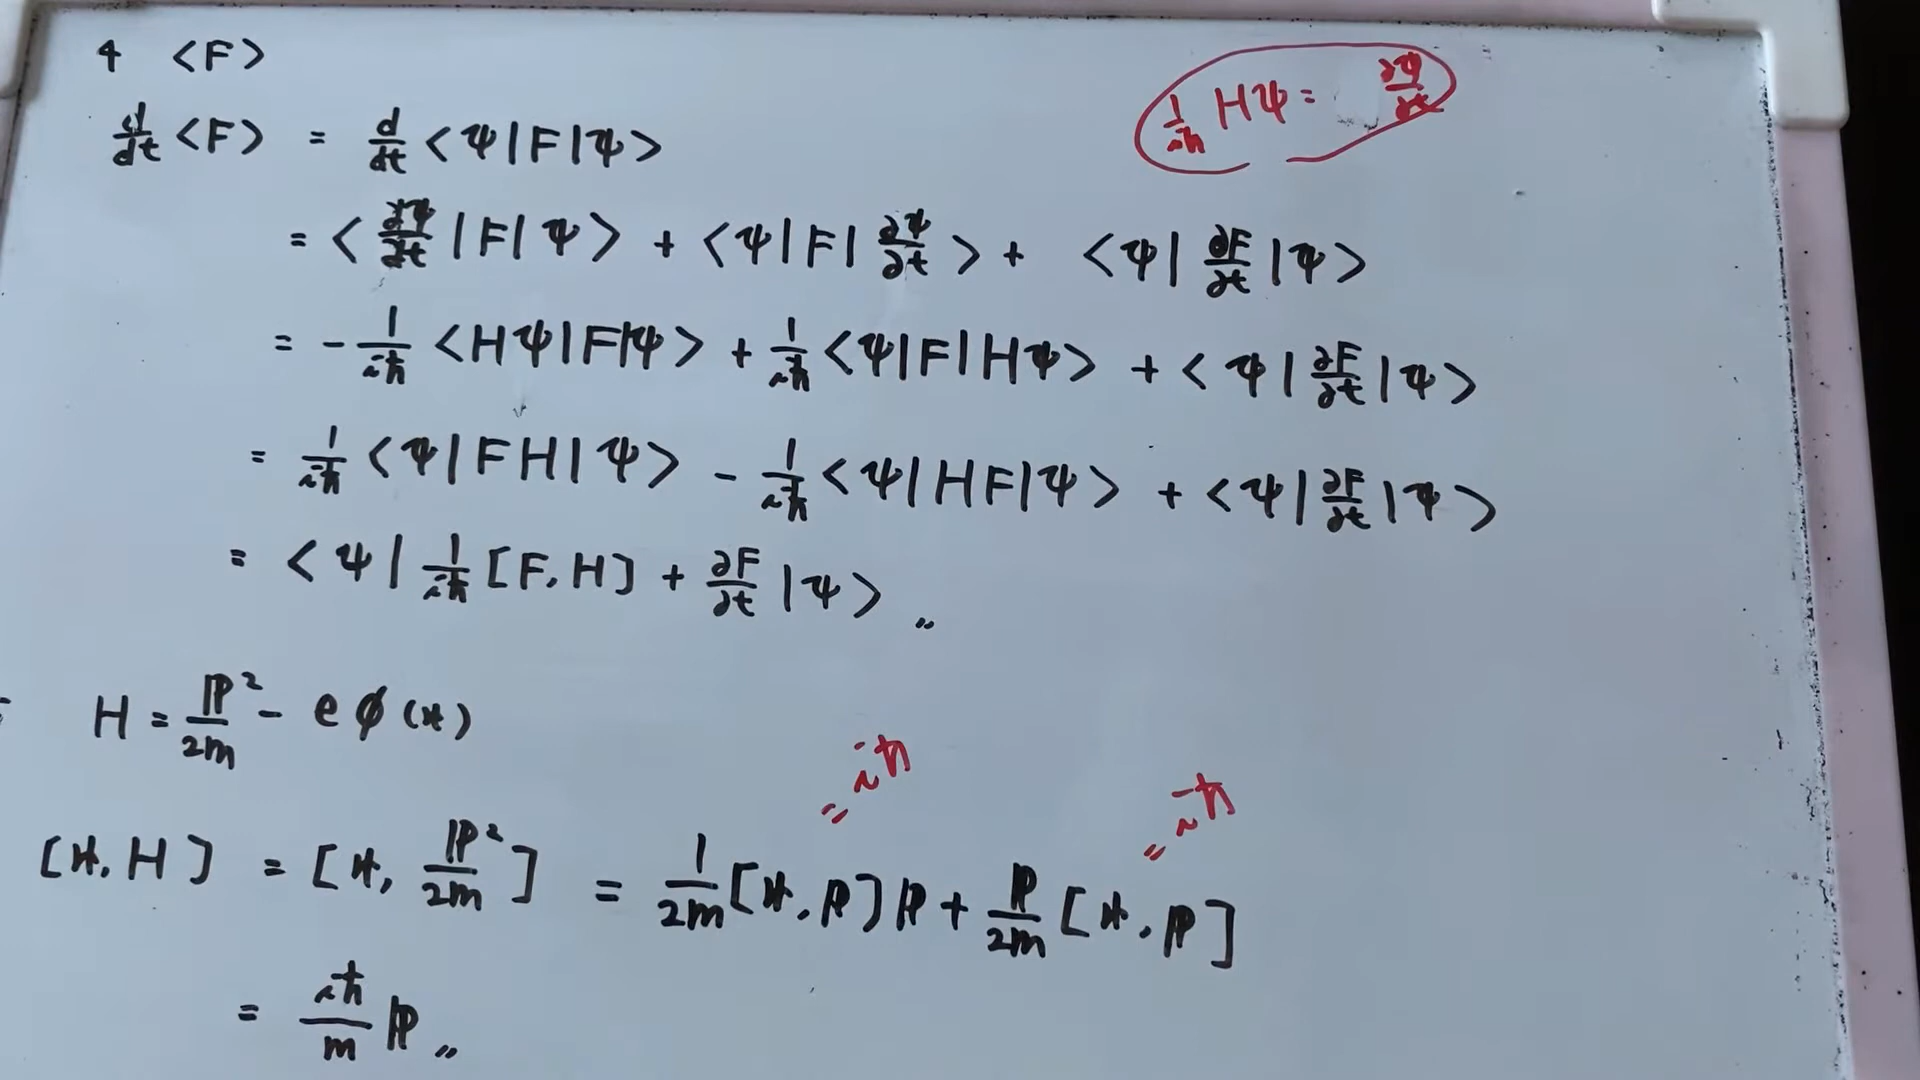 4 <F>
1/iħ Hψ = ∂ψ/∂t
d/dt <F> = d/dt <ψ|F|ψ>
= <∂ψ/∂t |F| ψ> + <ψ|F| ∂ψ/∂t> + <ψ| ∂F/∂t |ψ>
= - 1/iħ <Hψ|F|ψ> + 1/iħ <ψ|F|Hψ> + <ψ| ∂F/∂t |ψ>
= 1/iħ <ψ|FH|ψ> - 1/iħ <ψ|HF|ψ> + <ψ| ∂F/∂t |ψ>
= <ψ| 1/iħ [F,H] + ∂F/∂t |ψ> 〃
H = ℙ²/2m - eφ(𝕩)
= iħ
= iħ
[𝕩,H] = [𝕩, ℙ²/2m] = 1/2m [𝕩,ℙ]ℙ + ℙ/2m [𝕩,ℙ]
= iħ/m ℙ 〃